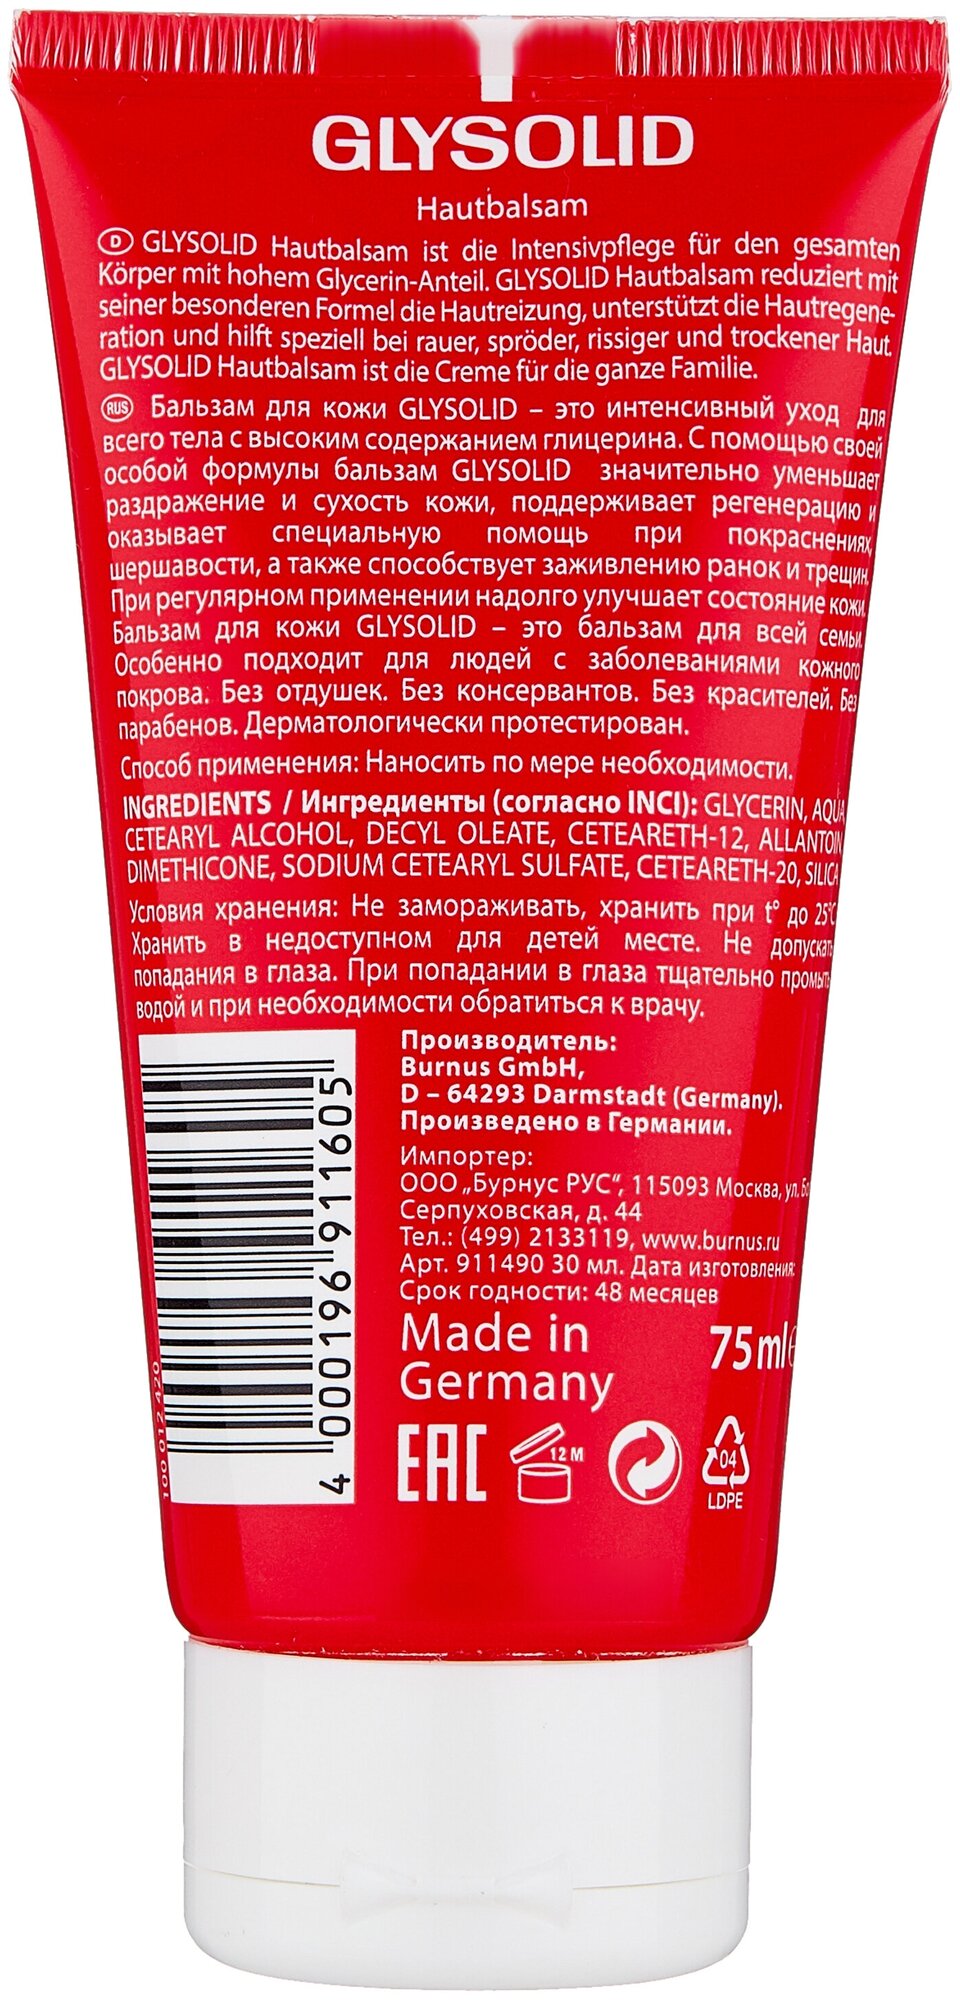 GLYSOLID
Hautbalsam
D GLYSOLID Hautbalsam ist die Intensivpflege für den gesamten
Körper mit hohem Glycerin-Anteil. GLYSOLID Hautbalsam reduziert mit
seiner besonderen Formel die Hautreizung, unterstützt die Hautregene-
ration und hilft speziell bei rauer, spröder, rissiger und trockener Haut.
GLYSOLID Hautbalsam ist die Creme für die ganze Familie.
RUS Бальзам для кожи GLYSOLID – это интенсивный уход для
всего тела с высоким содержанием глицерина. С помощью своей
особой формулы бальзам GLYSOLID значительно уменьшает
раздражение и сухость кожи, поддерживает регенерацию и
оказывает специальную помощь при покраснениях,
шершавости, а также способствует заживлению ранок и трещин.
При регулярном применении надолго улучшает состояние кожи.
Бальзам для кожи GLYSOLID – это бальзам для всей семьи.
Особенно подходит для людей с заболеваниями кожного
покрова. Без отдушек. Без консервантов. Без красителей. Без
парабенов. Дерматологически протестирован.
Способ применения: Наносить по мере необходимости.
INGREDIENTS / Ингредиенты (согласно INCI): GLYCERIN, AQUA,
CETEARYL ALCOHOL, DECYL OLEATE, CETEARETH-12, ALLANTOIN,
DIMETHICONE, SODIUM CETEARYL SULFATE, CETEARETH-20, SILICA
Условия хранения: Не замораживать, хранить при t° до 25°C
Хранить в недоступном для детей месте. Не допускать
попадания в глаза. При попадании в глаза тщательно промыть
водой и при необходимости обратиться к врачу.
Производитель:
Burnus GmbH,
D – 64293 Darmstadt (Germany).
Произведено в Германии.
Импортер:
ООО „Бурнус РУС“, 115093 Москва, ул.
Серпуховская, д. 44
Тел.: (499) 2133119, www.burnus.ru
Арт. 911490 30 мл. Дата изготовления:
Срок годности: 48 месяцев
Made in
Germany
75 ml e
EAC
12 M
04
LDPE
4 000196 911605
100 012420